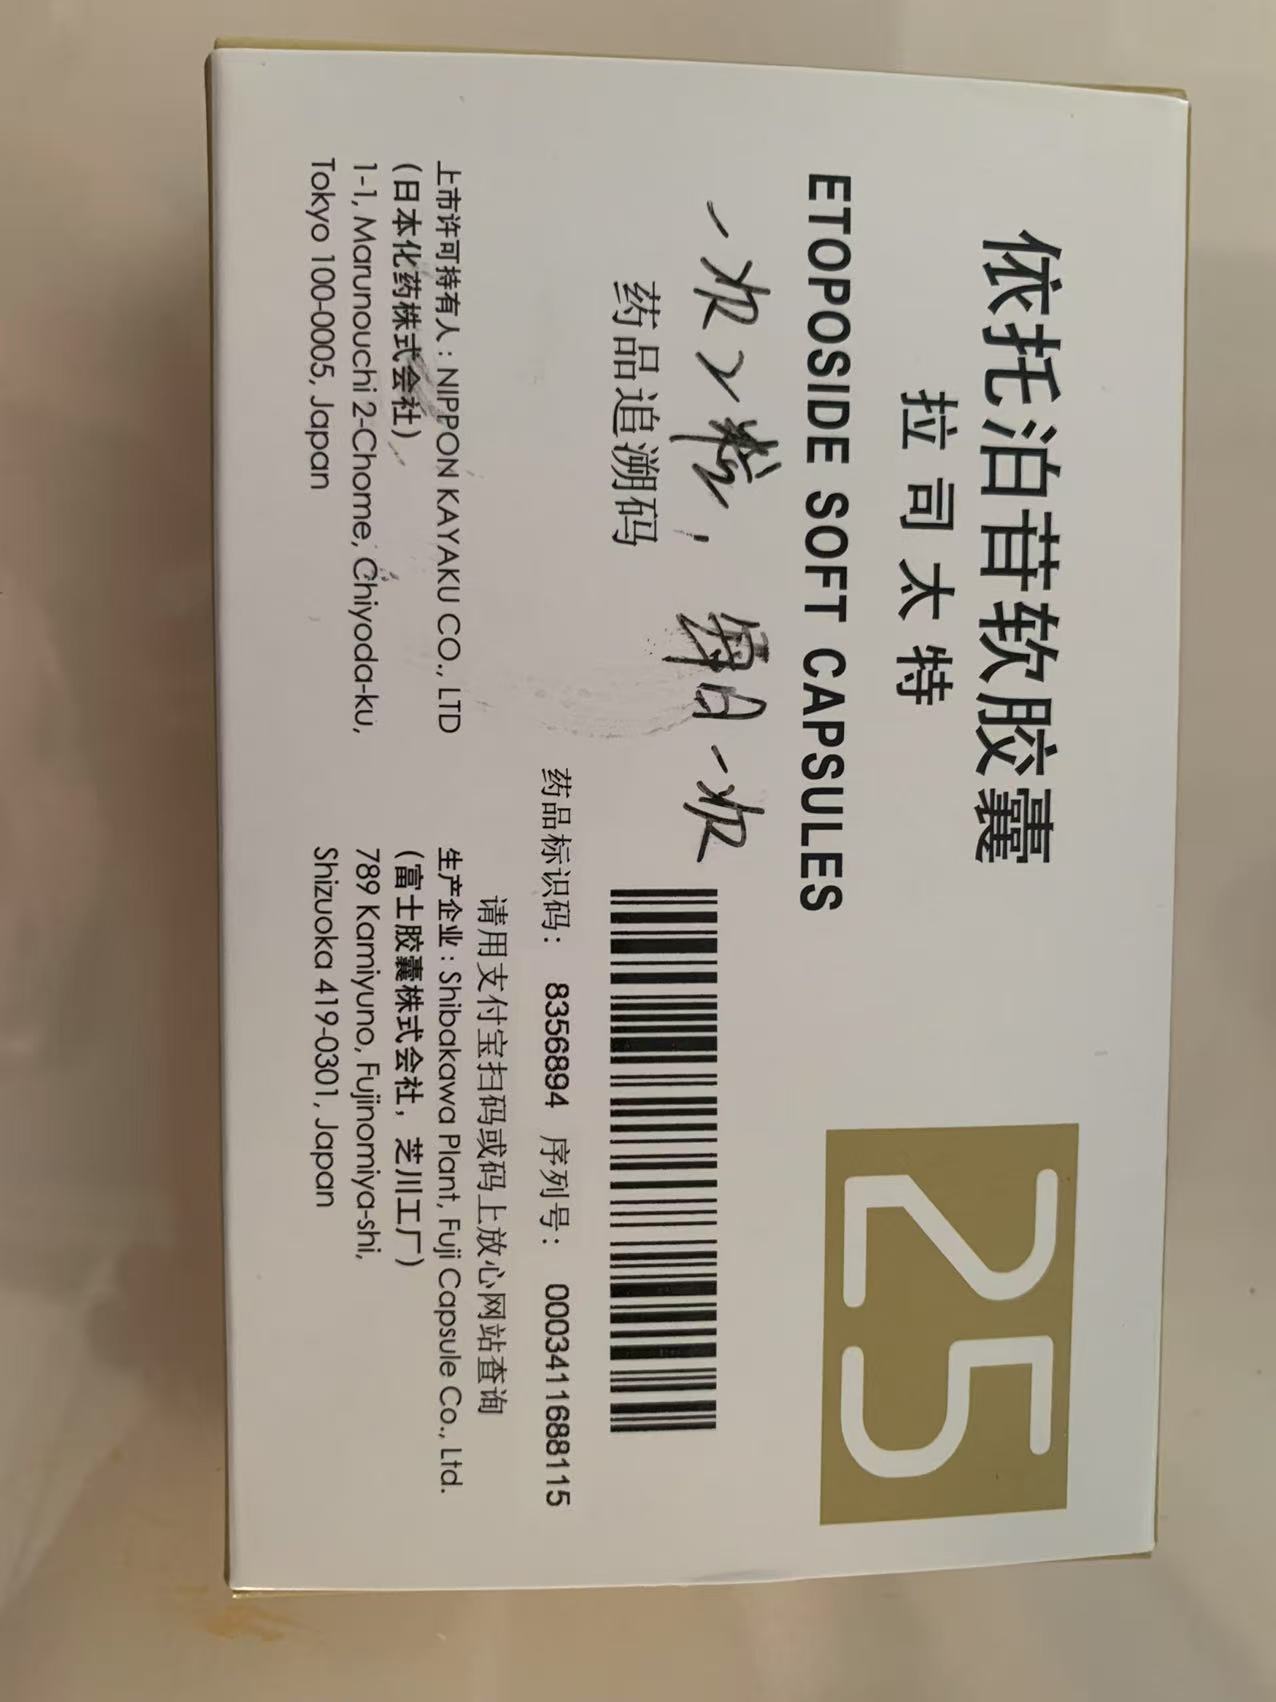 依托泊苷软胶囊
拉司太特
ETOPOSIDE SOFT CAPSULES
25
一次2粒，每日一次
药品追溯码
药品标识码： 8356894 序列号： 0003411688115
请用支付宝扫码或码上放心网站查询
上市许可持有人：NIPPON KAYAKU CO., LTD
（日本化药株式会社）
1-1, Marunouchi 2-Chome, Chiyoda-ku,
Tokyo 100-0005, Japan
生产企业：Shibakawa Plant, Fuji Capsule Co., Ltd.
（富士胶囊株式会社，芝川工厂）
789 Kamiyuno, Fujinomiya-shi,
Shizuoka 419-0301, Japan